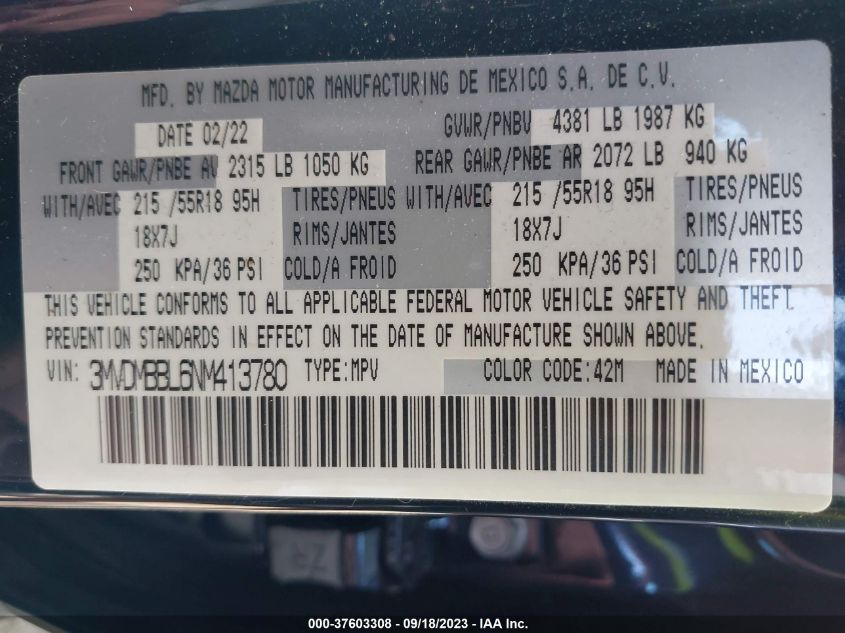 MFD. BY MAZDA MOTOR MANUFACTURING DE MEXICO S.A. DE C.V.
DATE 02/22 GVWR/PNBV 4381 LB 1987 KG
FRONT GAWR/PNBE AV 2315 LB 1050 KG REAR GAWR/PNBE AR 2072 LB 940 KG
WITH/AVEC 215 /55R18 95H TIRES/PNEUS WITH/AVEC 215 /55R18 95H TIRES/PNEUS
18X7J RIMS/JANTES 18X7J RIMS/JANTES
250 KPA/36 PSI COLD/A FROID 250 KPA/36 PSI COLD/A FROID
THIS VEHICLE CONFORMS TO ALL APPLICABLE FEDERAL MOTOR VEHICLE SAFETY AND THEFT
PREVENTION STANDARDS IN EFFECT ON THE DATE OF MANUFACTURE SHOWN ABOVE.
VIN: 3MVDMBBL6NM413780 TYPE:MPV COLOR CODE:42M MADE IN MEXICO
000-37603308 - 09/18/2023 - IAA Inc.